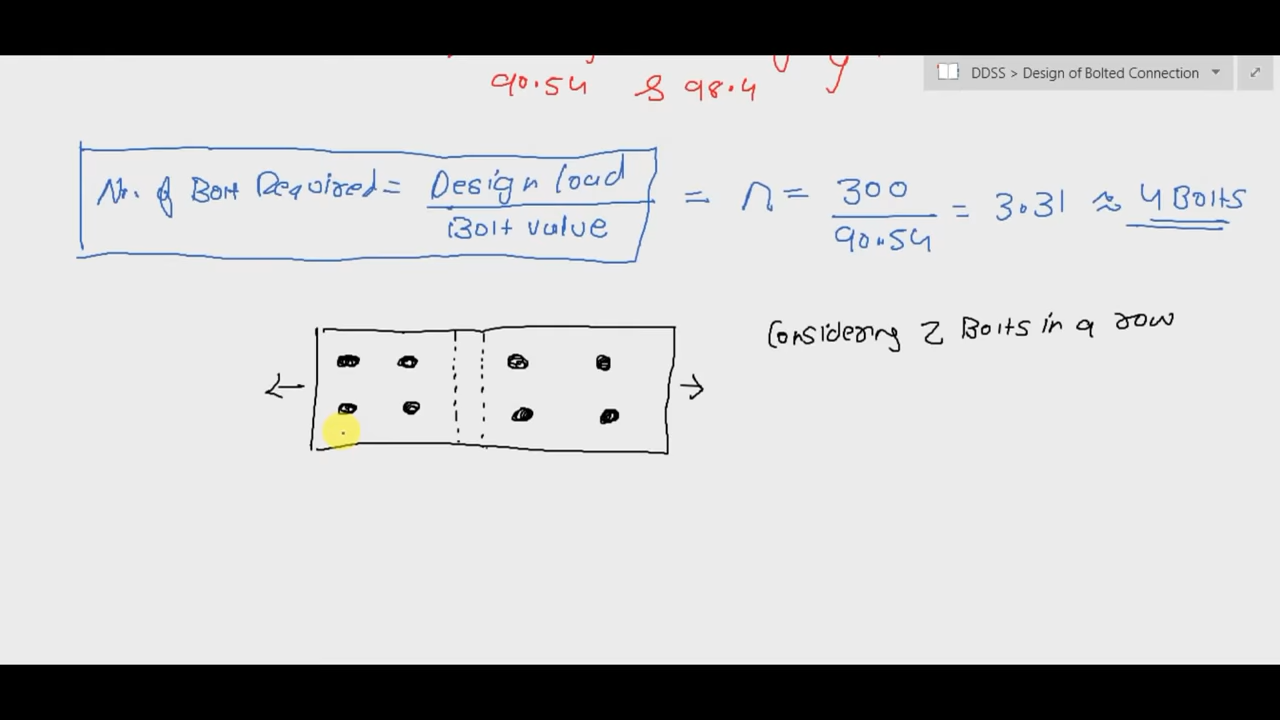 90.54 & 98.4
DDSS > Design of Bolted Connection
Nr. of Bolt Required = Design load / Bolt value = n = 300 / 90.54 = 3.31 ≈ 4 Bolts
Considering 2 Bolts in a row